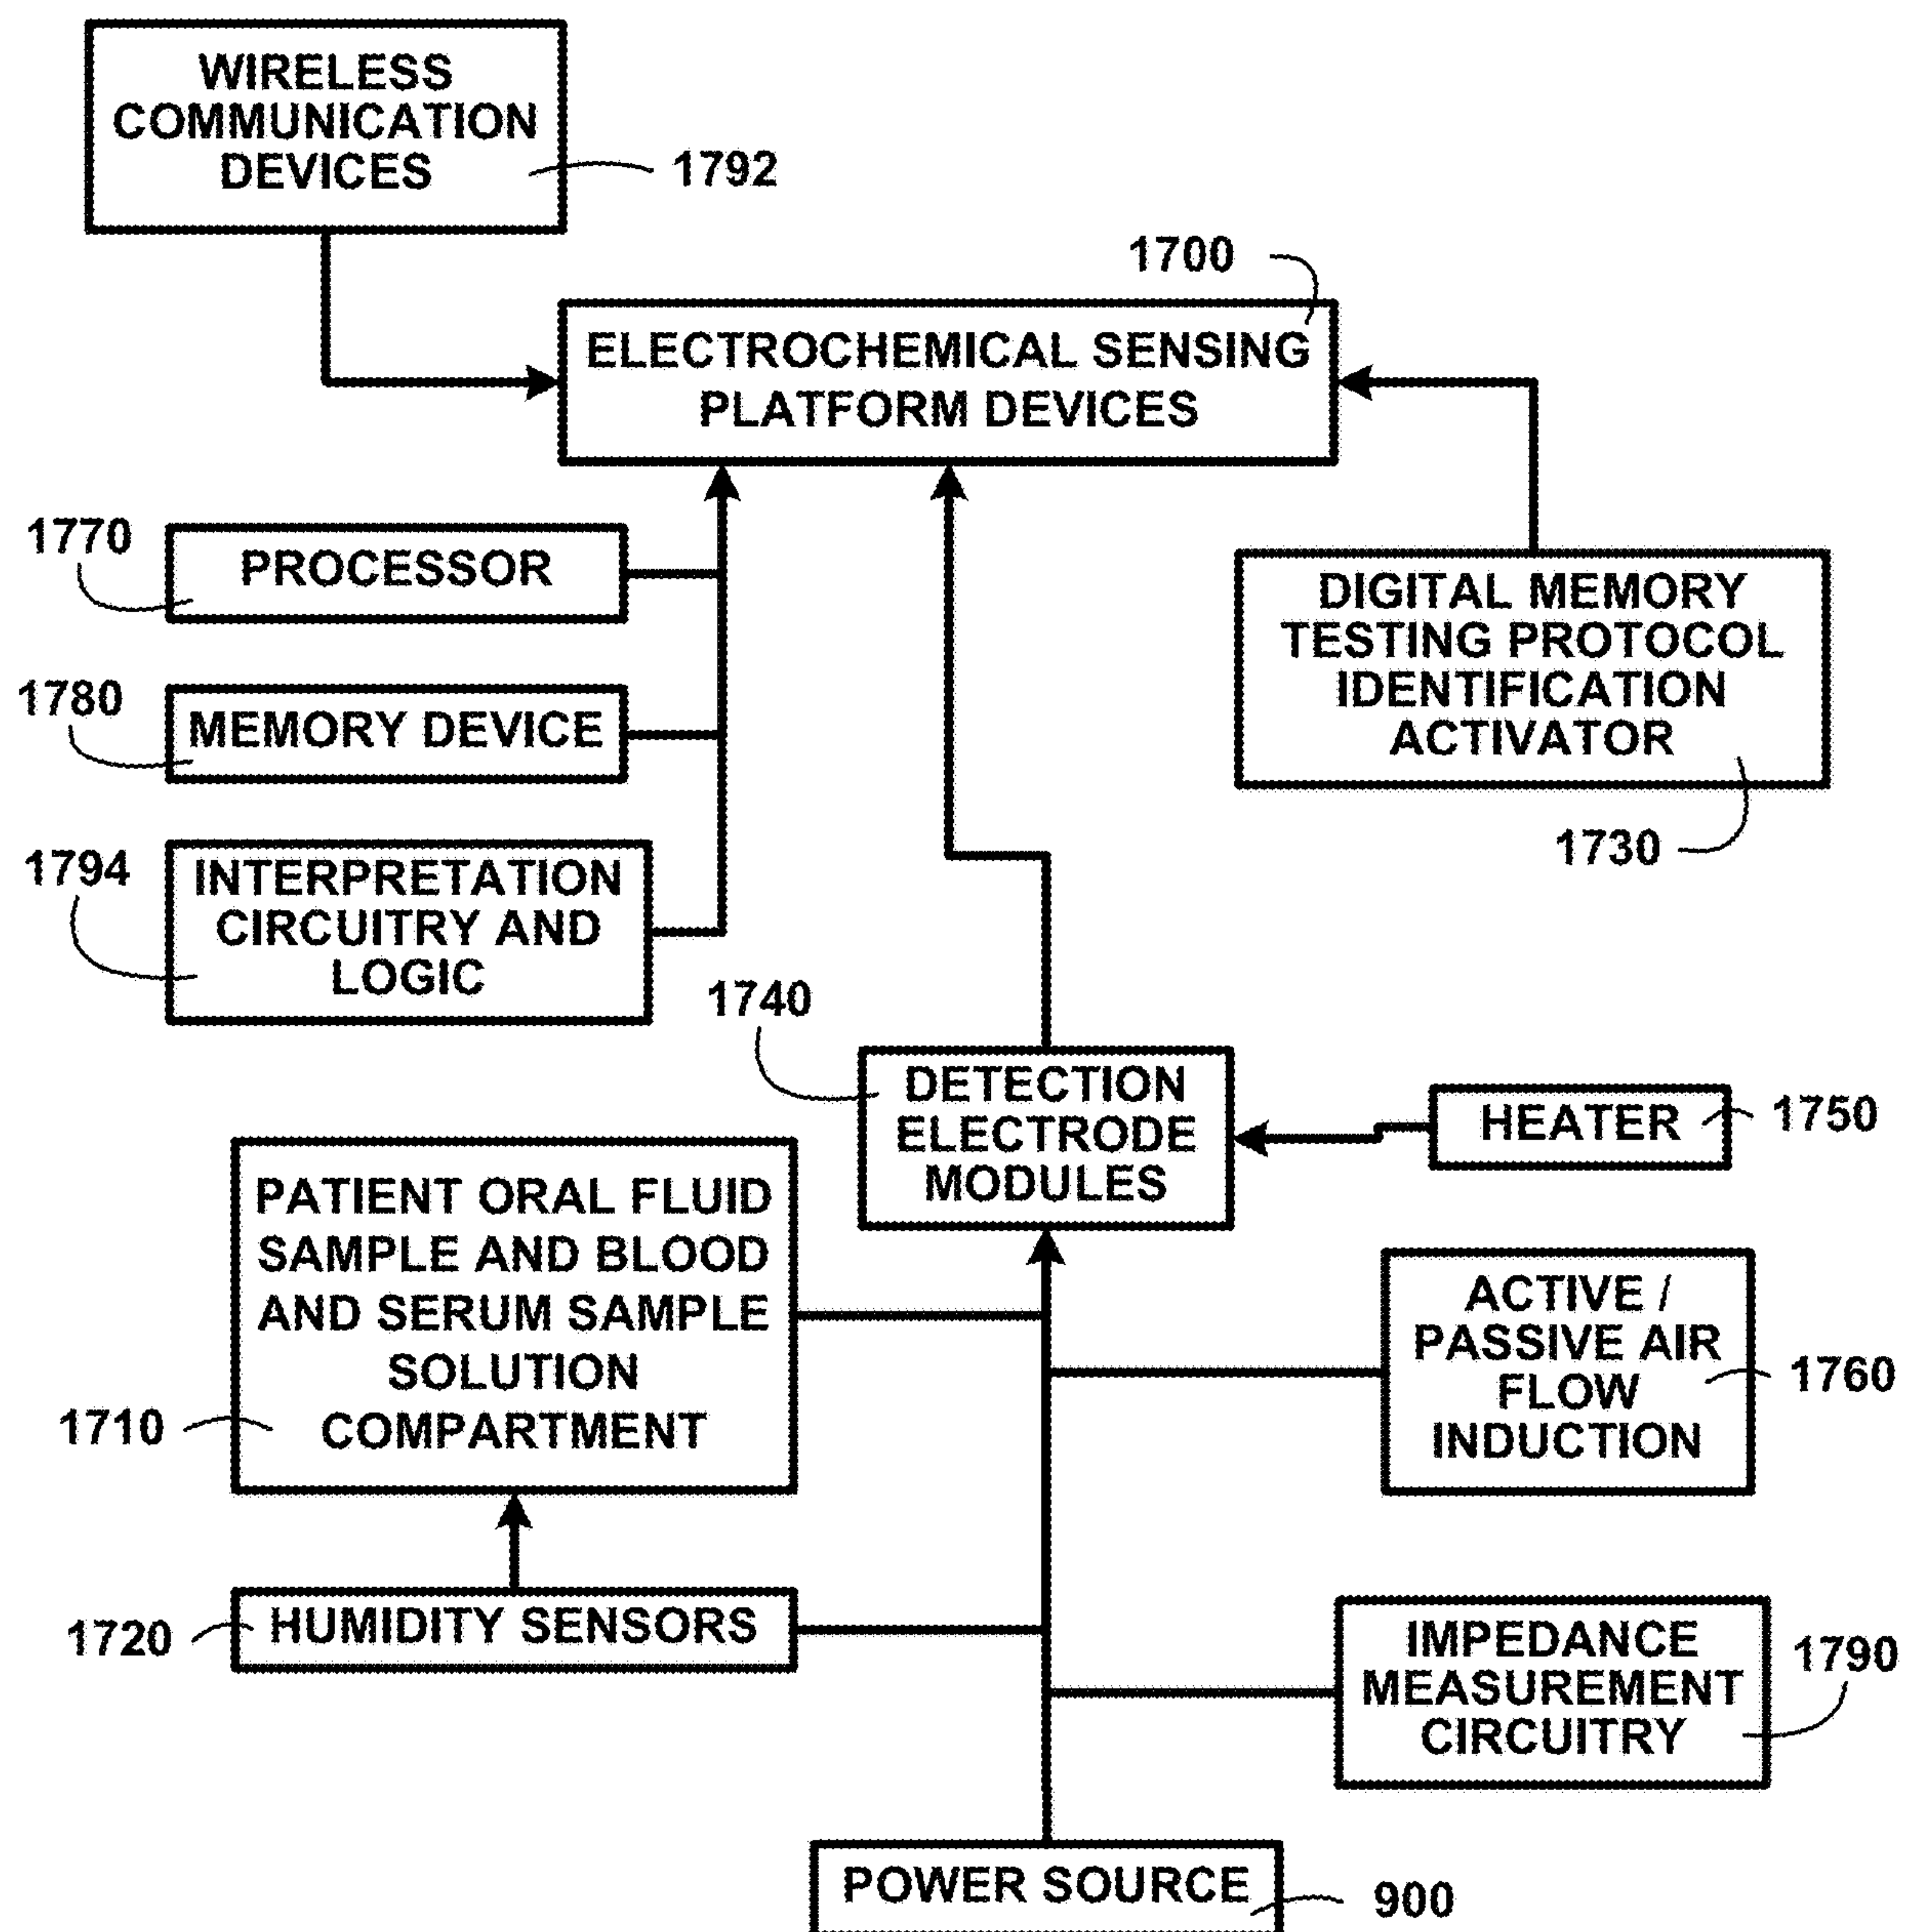 WIRELESS
COMMUNICATION
DEVICES
1792
1700
ELECTROCHEMICAL SENSING
PLATFORM DEVICES
1770
PROCESSOR
DIGITAL MEMORY
TESTING PROTOCOL
IDENTIFICATION
ACTIVATOR
1780
MEMORY DEVICE
1730
1794
INTERPRETATION
CIRCUITRY AND
LOGIC
1740
DETECTION
ELECTRODE
MODULES
HEATER
1750
PATIENT ORAL FLUID
SAMPLE AND BLOOD
AND SERUM SAMPLE
SOLUTION
COMPARTMENT
1710
ACTIVE /
PASSIVE AIR
FLOW
INDUCTION
1760
1720
HUMIDITY SENSORS
IMPEDANCE
MEASUREMENT
CIRCUITRY
1790
POWER SOURCE
900